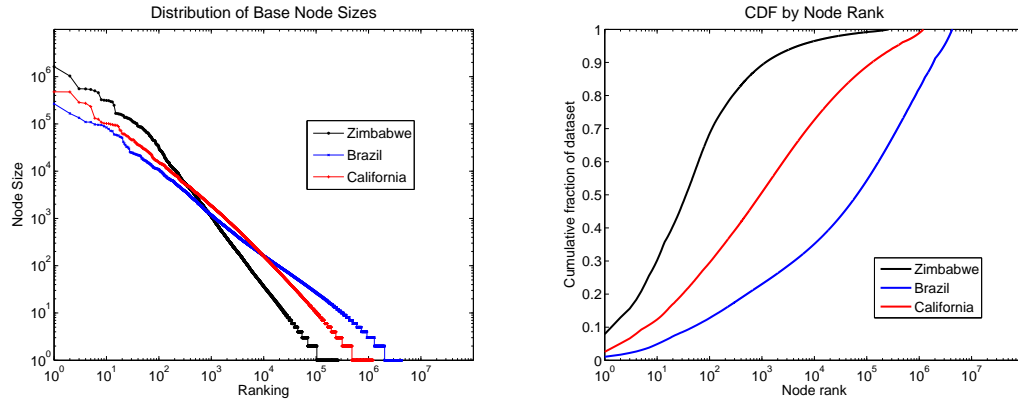 Distribution of Base Node Sizes
Node Size
10^6
10^5
10^4
10^3
10^2
10^1
10^0
Zimbabwe
Brazil
California
10^0 10^1 10^2 10^3 10^4 10^5 10^6 10^7
Ranking
CDF by Node Rank
Cumulative fraction of dataset
1
0.9
0.8
0.7
0.6
0.5
0.4
0.3
0.2
0.1
0
Zimbabwe
Brazil
California
10^0 10^1 10^2 10^3 10^4 10^5 10^6 10^7
Node rank